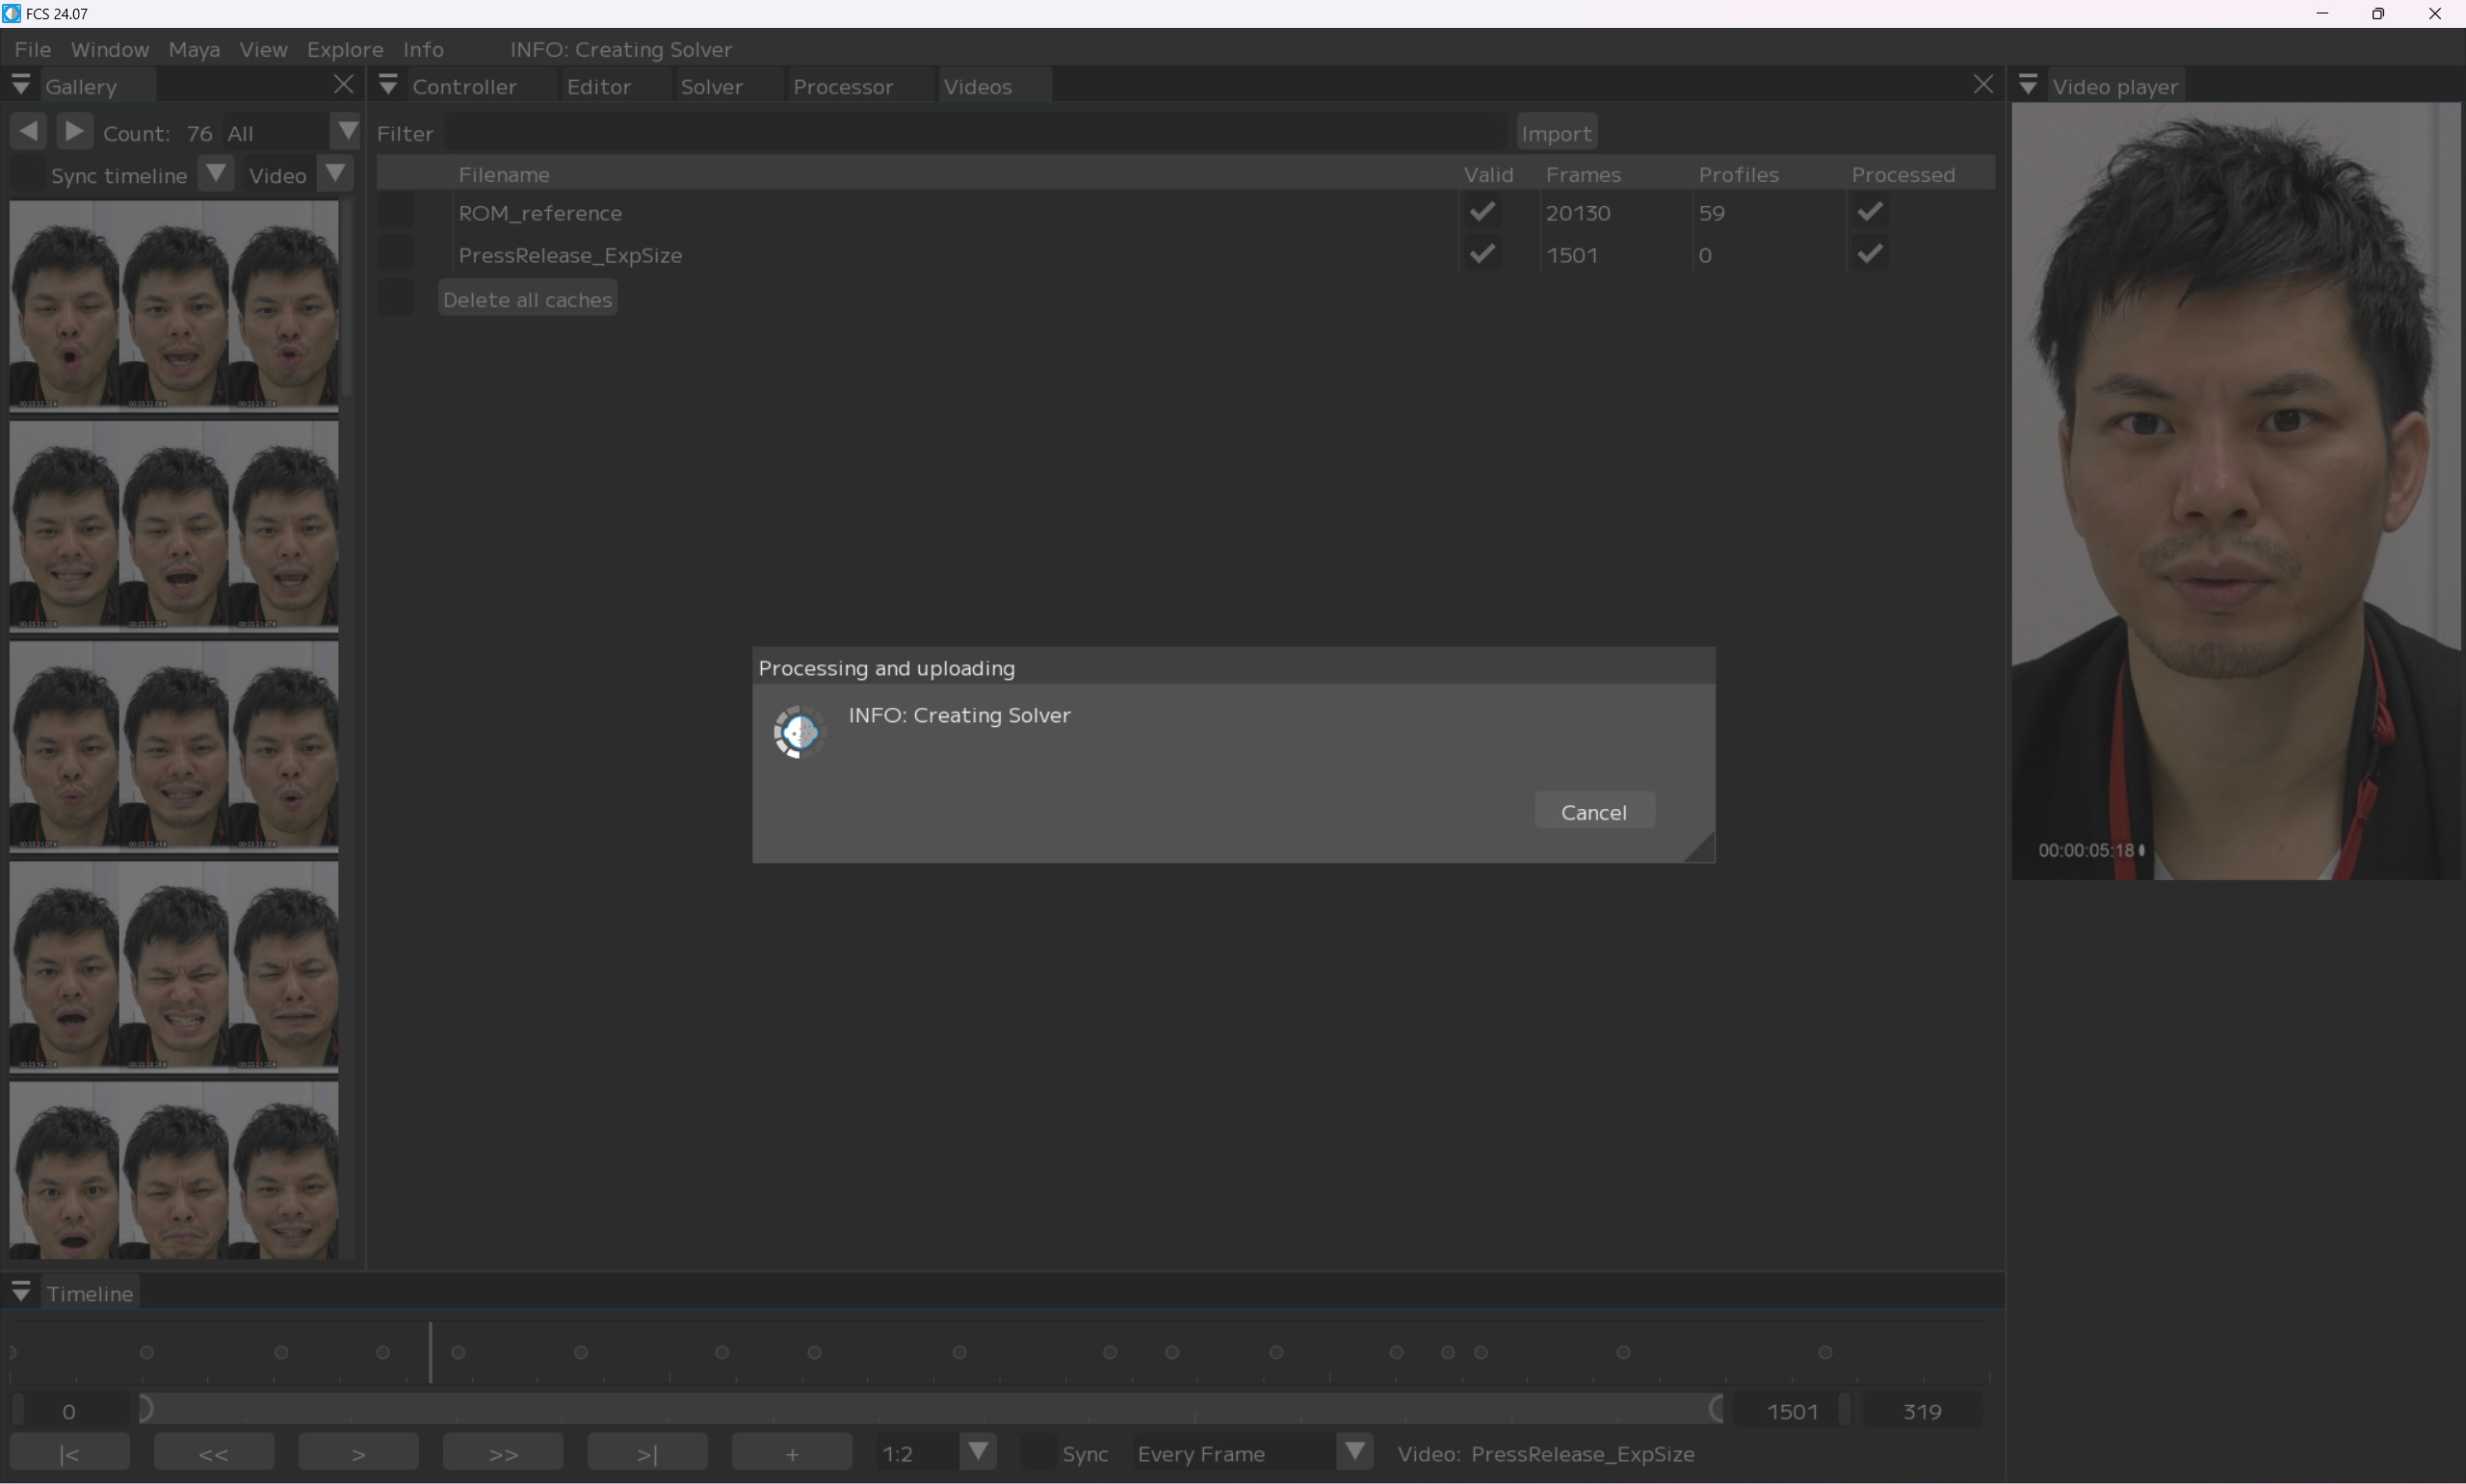 FCS 24.07
File Window Maya View Explore Info INFO: Creating Solver
Gallery
Controller Editor Solver Processor Videos
Video player
Count: 76 All
Sync timeline Video
Filter Import
Filename Valid Frames Profiles Processed
ROM_reference 20130 59
PressRelease_ExpSize 1501 0
Delete all caches
Processing and uploading
INFO: Creating Solver
Cancel
00:00:05:18
Timeline
0 1501 319
|< << > >> >| + 1:2 Sync Every Frame Video: PressRelease_ExpSize